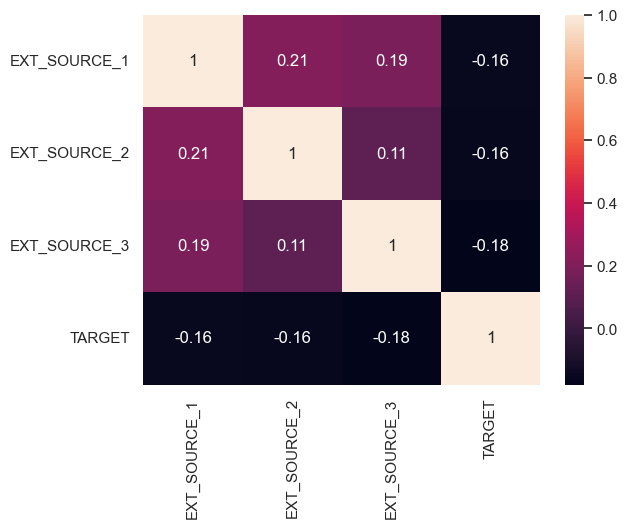 EXT_SOURCE_1 1 0.21 0.19 -0.16
EXT_SOURCE_2 0.21 1 0.11 -0.16
EXT_SOURCE_3 0.19 0.11 1 -0.18
TARGET -0.16 -0.16 -0.18 1
EXT_SOURCE_1
EXT_SOURCE_2
EXT_SOURCE_3
TARGET
1.0
0.8
0.6
0.4
0.2
0.0